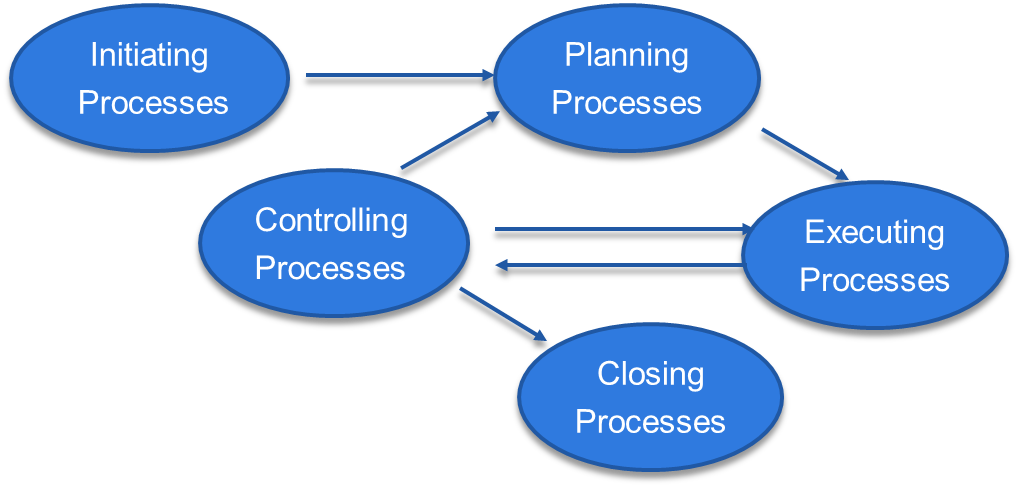 Initiating
Processes
Planning
Processes
Controlling
Processes
Executing
Processes
Closing
Processes